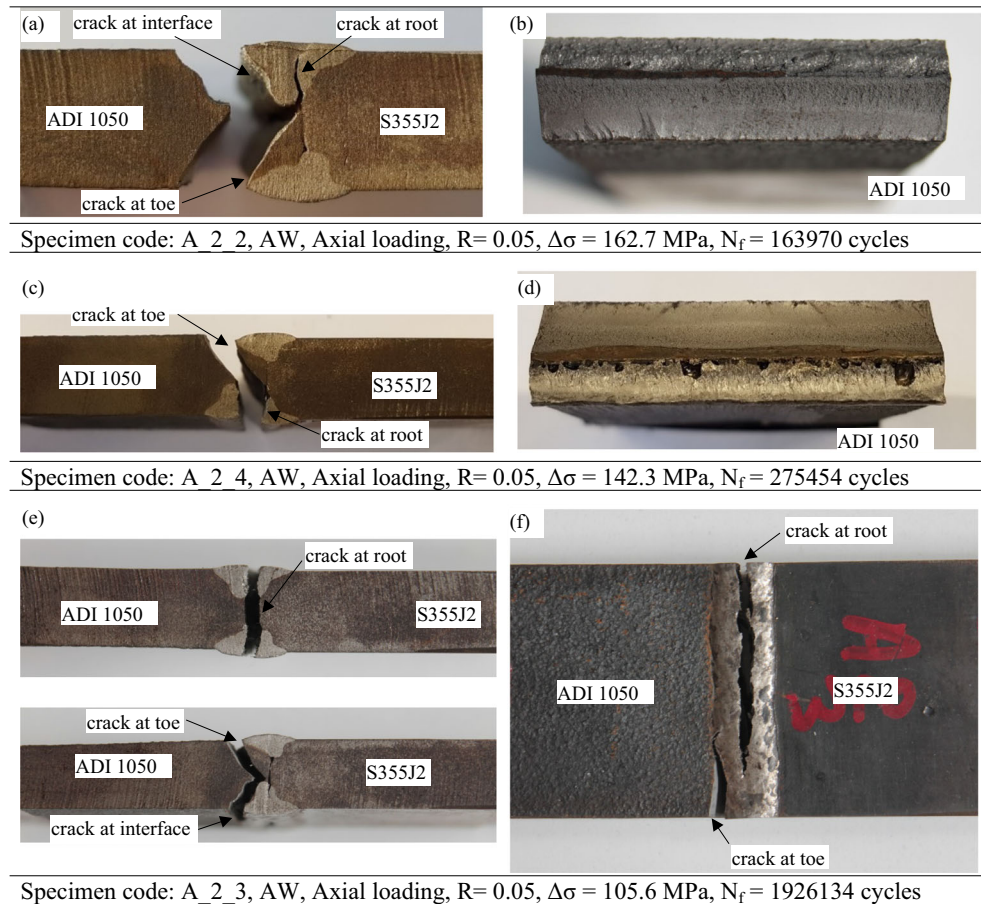 (a)
crack at interface
crack at root
ADI 1050
S355J2
crack at toe
(b)
ADI 1050
Specimen code: A_2_2, AW, Axial loading, R= 0.05, Δσ = 162.7 MPa, N_f = 163970 cycles
(c)
crack at toe
ADI 1050
S355J2
crack at root
(d)
ADI 1050
Specimen code: A_2_4, AW, Axial loading, R= 0.05, Δσ = 142.3 MPa, N_f = 275454 cycles
(e)
crack at root
ADI 1050
S355J2
crack at toe
ADI 1050
S355J2
crack at interface
(f)
crack at root
ADI 1050
S355J2
crack at toe
Specimen code: A_2_3, AW, Axial loading, R= 0.05, Δσ = 105.6 MPa, N_f = 1926134 cycles